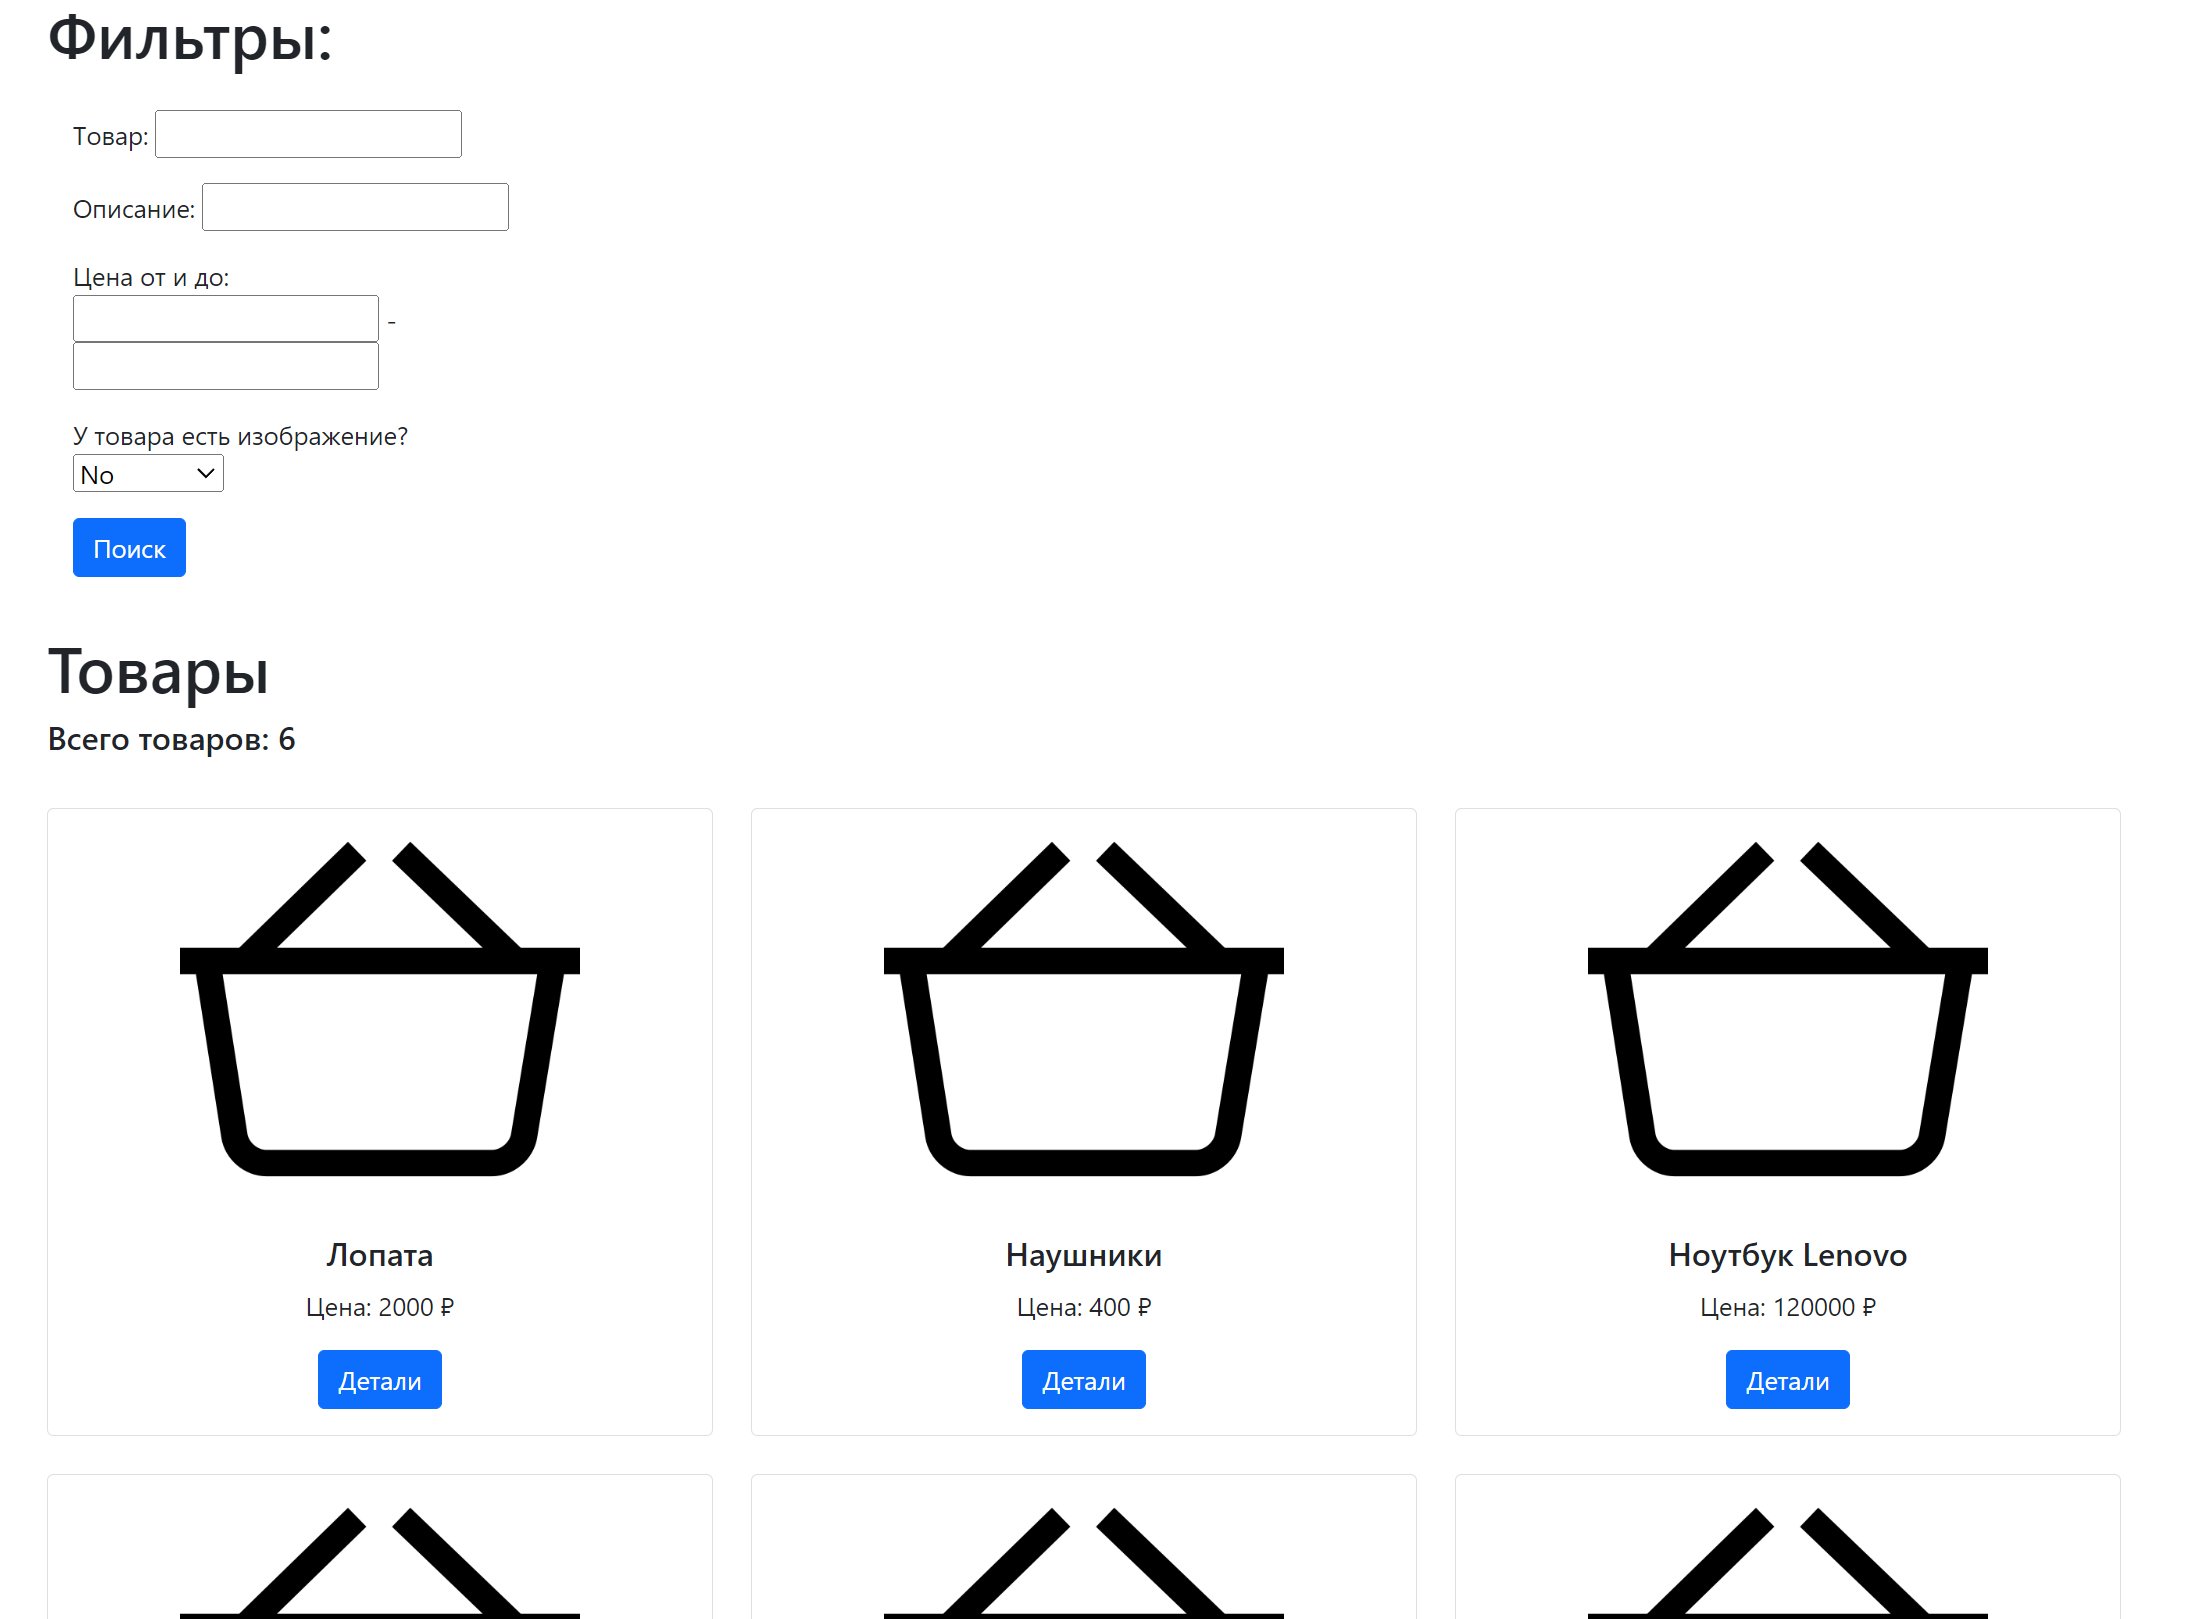 Фильтры:
Товар:
Описание:
Цена от и до:
-
У товара есть изображение?
No
Поиск
Товары
Всего товаров: 6
Лопата
Цена: 2000 ₽
Детали
Наушники
Цена: 400 ₽
Детали
Ноутбук Lenovo
Цена: 120000 ₽
Детали